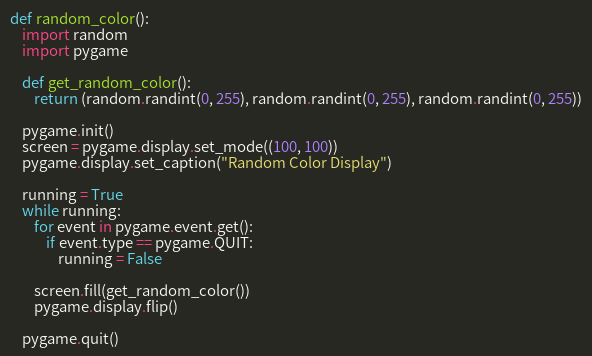 def random_color():
    import random
    import pygame

    def get_random_color():
        return (random.randint(0, 255), random.randint(0, 255), random.randint(0, 255))

    pygame.init()
    screen = pygame.display.set_mode((100, 100))
    pygame.display.set_caption("Random Color Display")

    running = True
    while running:
        for event in pygame.event.get():
            if event.type == pygame.QUIT:
                running = False

        screen.fill(get_random_color())
        pygame.display.flip()

    pygame.quit()